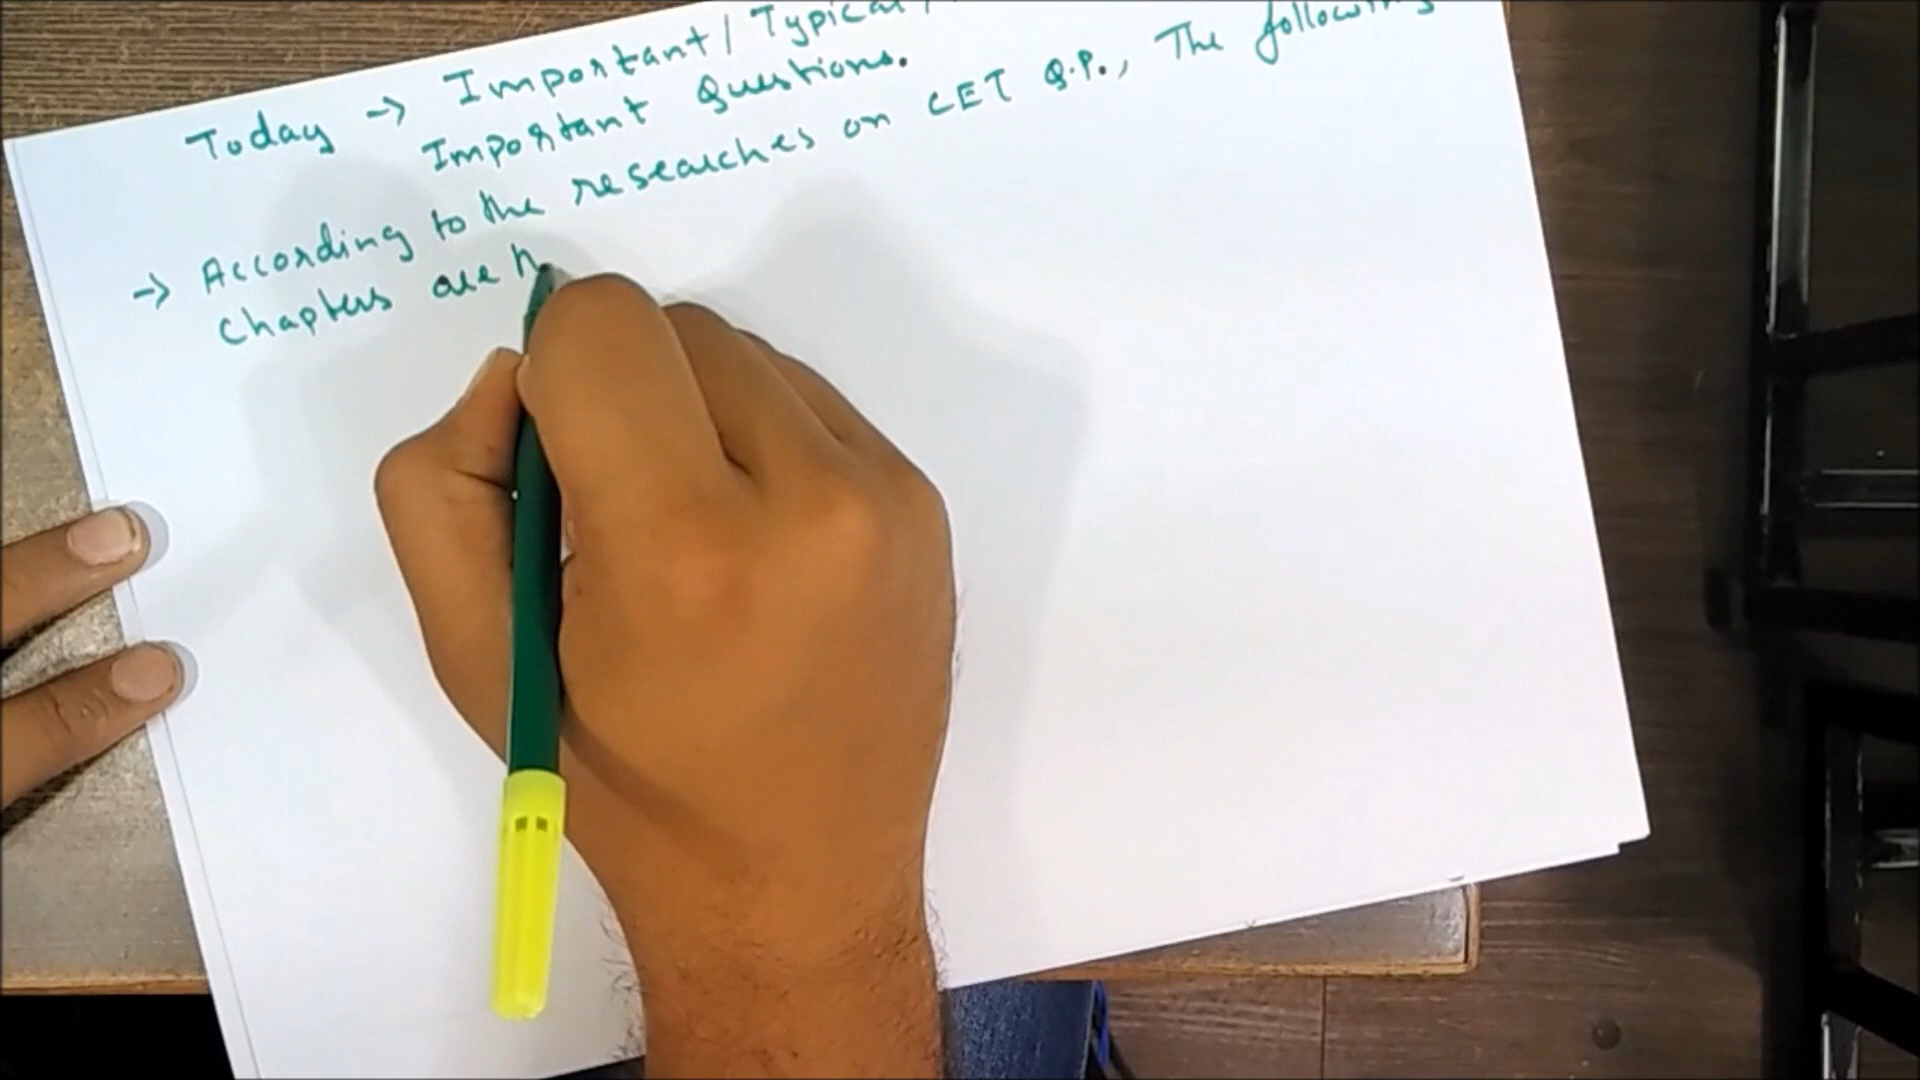 Today -> Important / Typical /
Important Questions.
-> According to the researches on CET Q.P., The following
chapters are